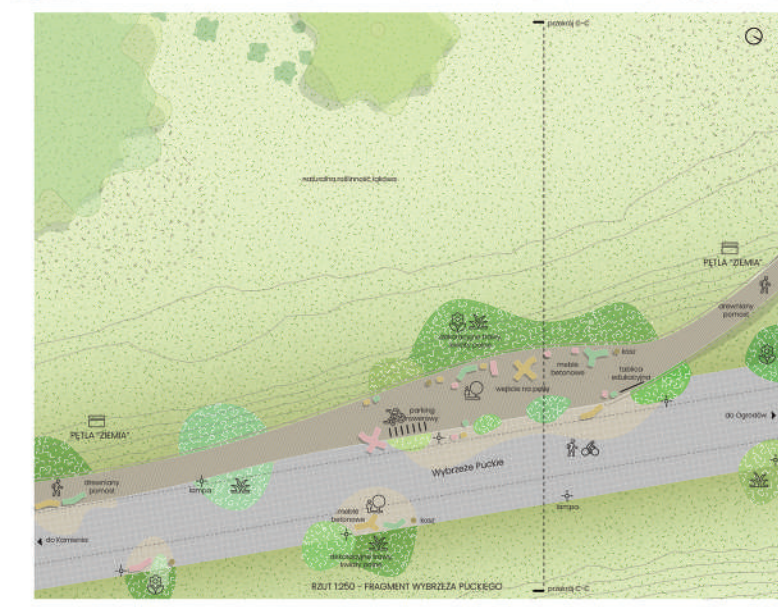 przekrój C-C
naturalna roślinność łąkowa
PĘTLA "ZIEMIA"
drewniany
pomost
dekoracyjne trawy,
kwiaty polne
kosz
meble
betonowe
tablica
edukacyjna
wejście na pętlę
parking
rowerowy
do Ogrodów
PĘTLA "ZIEMIA"
Wybrzeże Puckie
drewniany
pomost
lampa
lampa
meble
betonowe
kosz
do Kamienia
dekoracyjne trawy,
kwiaty polne
RZUT 1:250 - FRAGMENT WYBRZEŻA PUCKIEGO
przekrój C-C